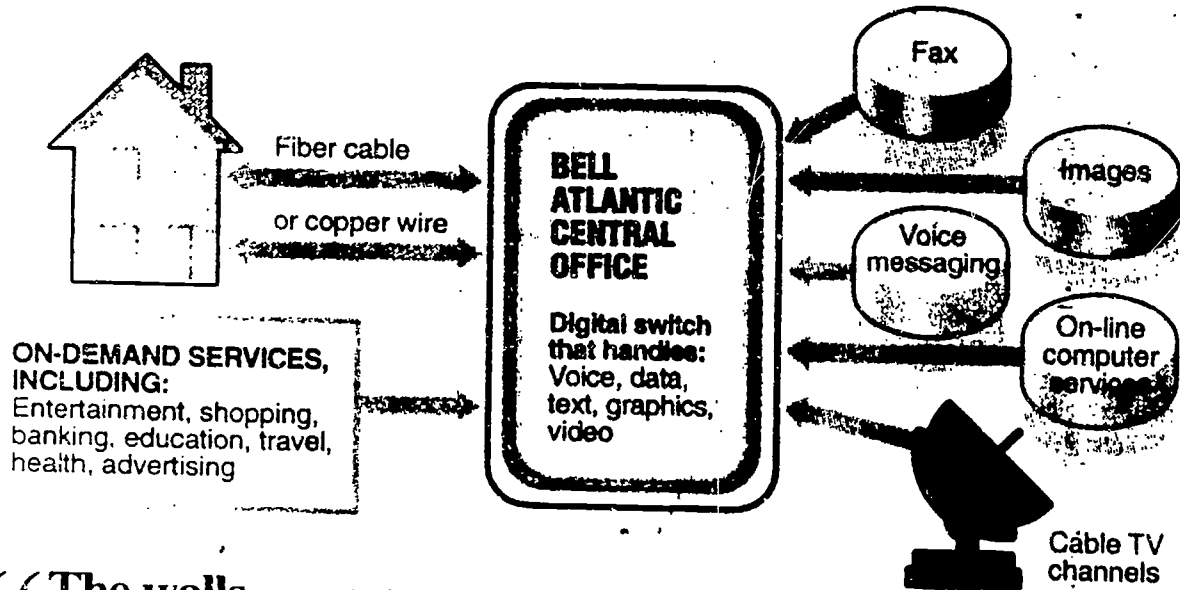 Fiber cable
or copper wire
ON-DEMAND SERVICES,
INCLUDING:
Entertainment, shopping,
banking, education, travel,
health, advertising
BELL
ATLANTIC
CENTRAL
OFFICE
Digital switch
that handles:
Voice, data,
text, graphics,
video
Fax
Images
Voice
messaging
On-line
computer
services
Cable TV
channels
“The walls